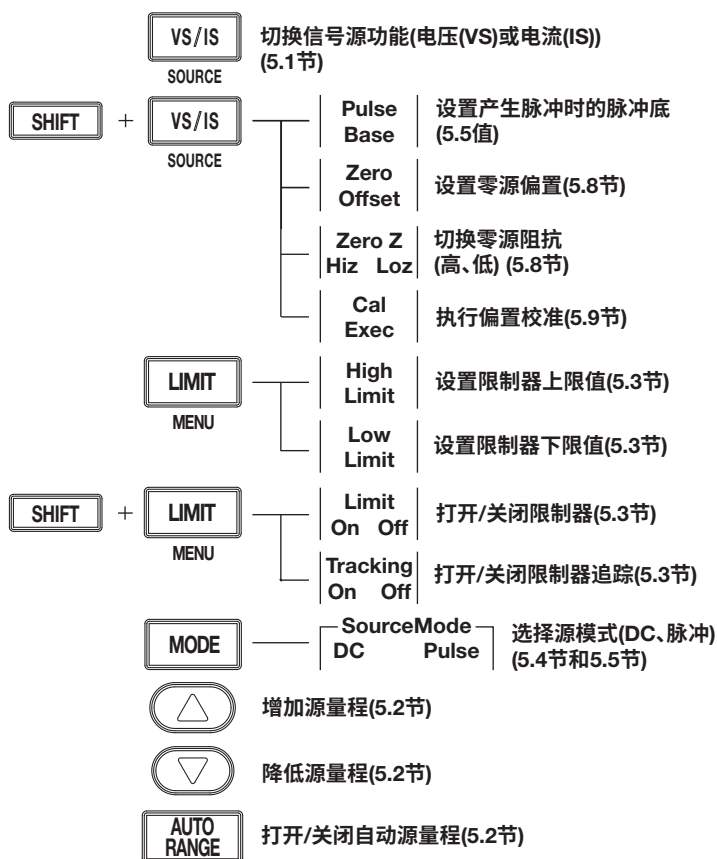 VS/IS
SOURCE
切换信号源功能(电压(VS)或电流(IS))
(5.1节)
SHIFT + VS/IS
SOURCE
Pulse
Base
设置产生脉冲时的脉冲底
(5.5值)
Zero
Offset
设置零源偏置(5.8节)
Zero Z
Hiz Loz
切换零源阻抗
(高、低) (5.8节)
Cal
Exec
执行偏置校准(5.9节)
LIMIT
MENU
High
Limit
设置限制器上限值(5.3节)
Low
Limit
设置限制器下限值(5.3节)
SHIFT + LIMIT
MENU
Limit
On Off
打开/关闭限制器(5.3节)
Tracking
On Off
打开/关闭限制器追踪(5.3节)
MODE
SourceMode
DC Pulse
选择源模式(DC、脉冲)
(5.4节和5.5节)
增加源量程(5.2节)
降低源量程(5.2节)
AUTO
RANGE
打开/关闭自动源量程(5.2节)